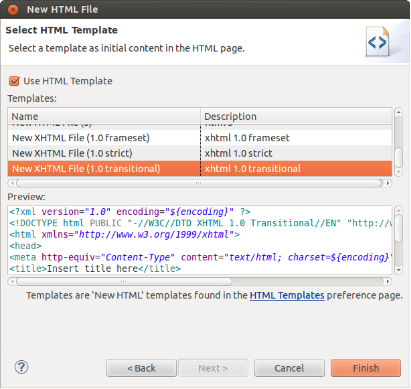 New HTML File
Select HTML Template
Select a template as initial content in the HTML page.
Use HTML Template
Templates:
Name Description
New XHTML File (1.0 frameset) xhtml 1.0 frameset
New XHTML File (1.0 strict) xhtml 1.0 strict
New XHTML File (1.0 transitional) xhtml 1.0 transitional
Preview:
<?xml version="1.0" encoding="${encoding}" ?>
<!DOCTYPE html PUBLIC "-//W3C//DTD XHTML 1.0 Transitional//EN" "http://w
<html xmlns="http://www.w3.org/1999/xhtml">
<head>
<meta http-equiv="Content-Type" content="text/html; charset=${encoding}"
<title>Insert title here</title>
Templates are 'New HTML' templates found in the HTML Templates preference page.
< Back Next > Cancel Finish